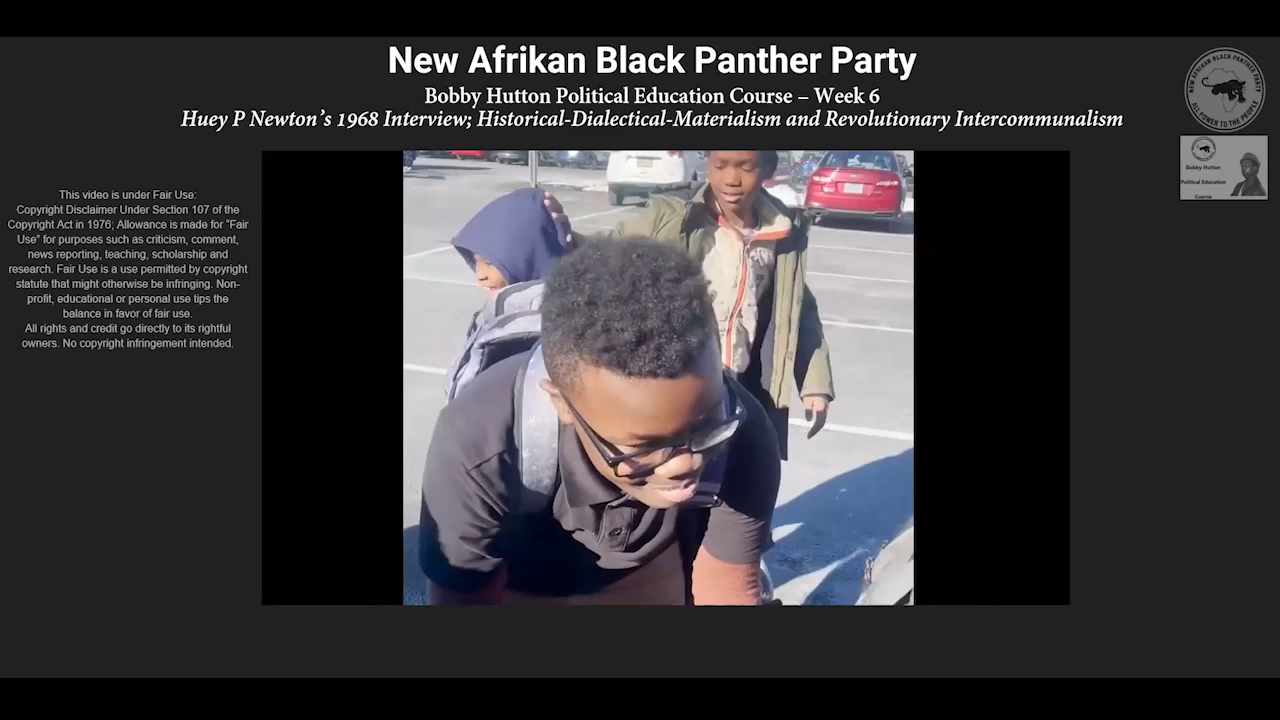 New Afrikan Black Panther Party
Bobby Hutton Political Education Course – Week 6
Huey P Newton's 1968 Interview; Historical-Dialectical-Materialism and Revolutionary Intercommunalism
This video is under Fair Use:
Copyright Disclaimer Under Section 107 of the
Copyright Act in 1976; Allowance is made for "Fair
Use" for purposes such as criticism, comment,
news reporting, teaching, scholarship and
research. Fair Use is a use permitted by copyright
statute that might otherwise be infringing. Non-
profit, educational or personal use tips the
balance in favor of fair use.
All rights and credit go directly to its rightful
owners. No copyright infringement intended.
NEW AFRIKAN BLACK PANTHER PARTY
ALL POWER TO THE PEOPLE
Bobby Hutton
Political Education
Course